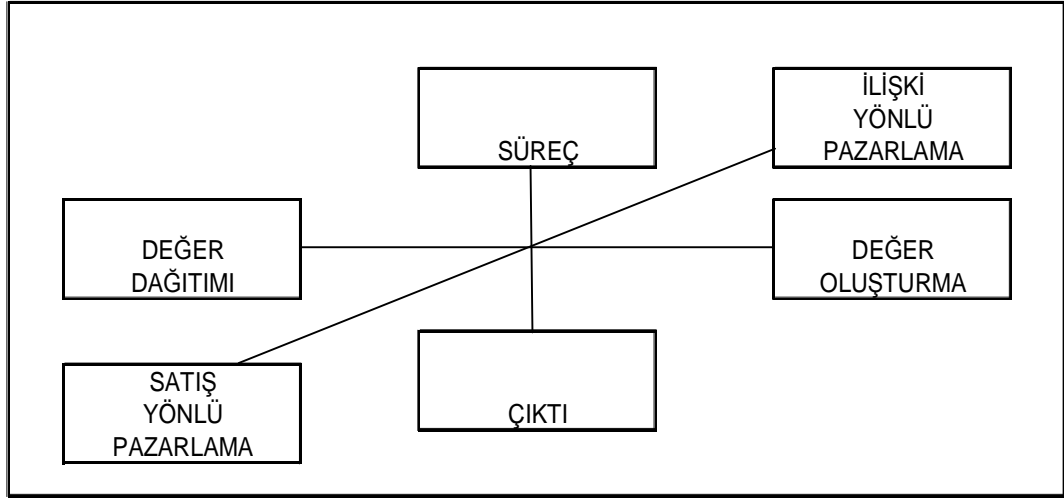 SÜREÇ
İLİŞKİ
YÖNLÜ
PAZARLAMA
DEĞER
DAĞITIMI
DEĞER
OLUŞTURMA
SATIŞ
YÖNLÜ
PAZARLAMA
ÇIKTI